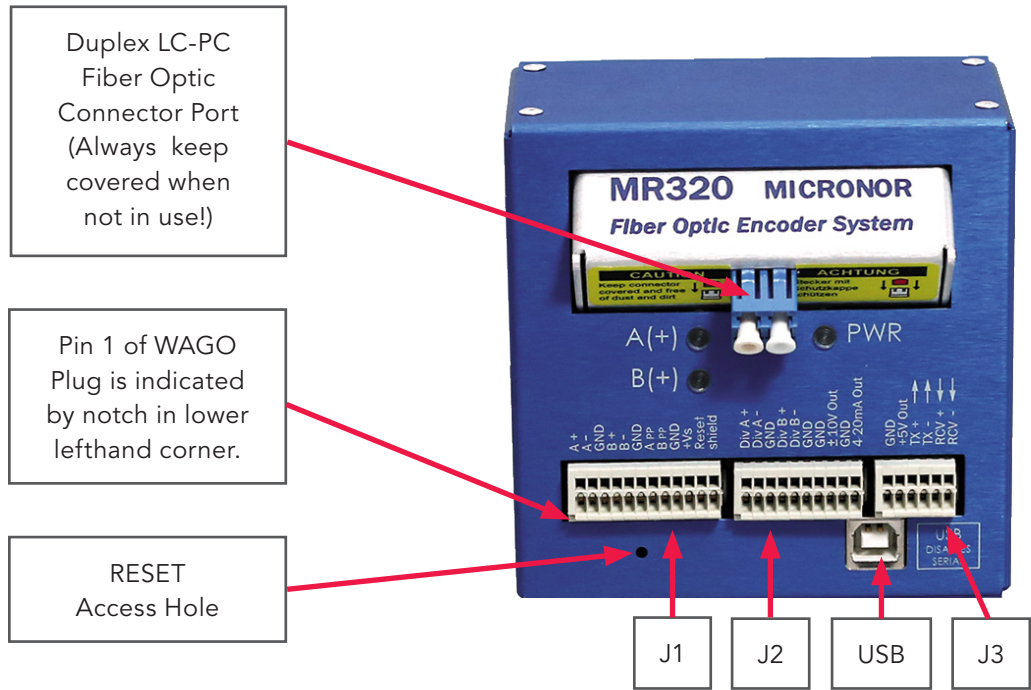 Duplex LC-PC
Fiber Optic
Connector Port
(Always keep
covered when
not in use!)
MR320 MICRONOR
Fiber Optic Encoder System
CAUTION
Keep connector
covered and free
of dust and dirt
ACHTUNG
Stecker mit
Schutzkappe
schützen
A(+)
PWR
B(+)
Pin 1 of WAGO
Plug is indicated
by notch in lower
lefthand corner.
A +
A -
GND
B +
B -
GND
A PP
B PP
GND
+Vs
Reset
shield
Div A +
Div A -
GND
Div B +
Div B -
GND
GND
±10V Out
GND
4-20mA Out
GND
+5V Out
TX +
TX -
RCV +
RCV -
RESET
Access Hole
USB
DISABLES
SERIAL
J1
J2
USB
J3